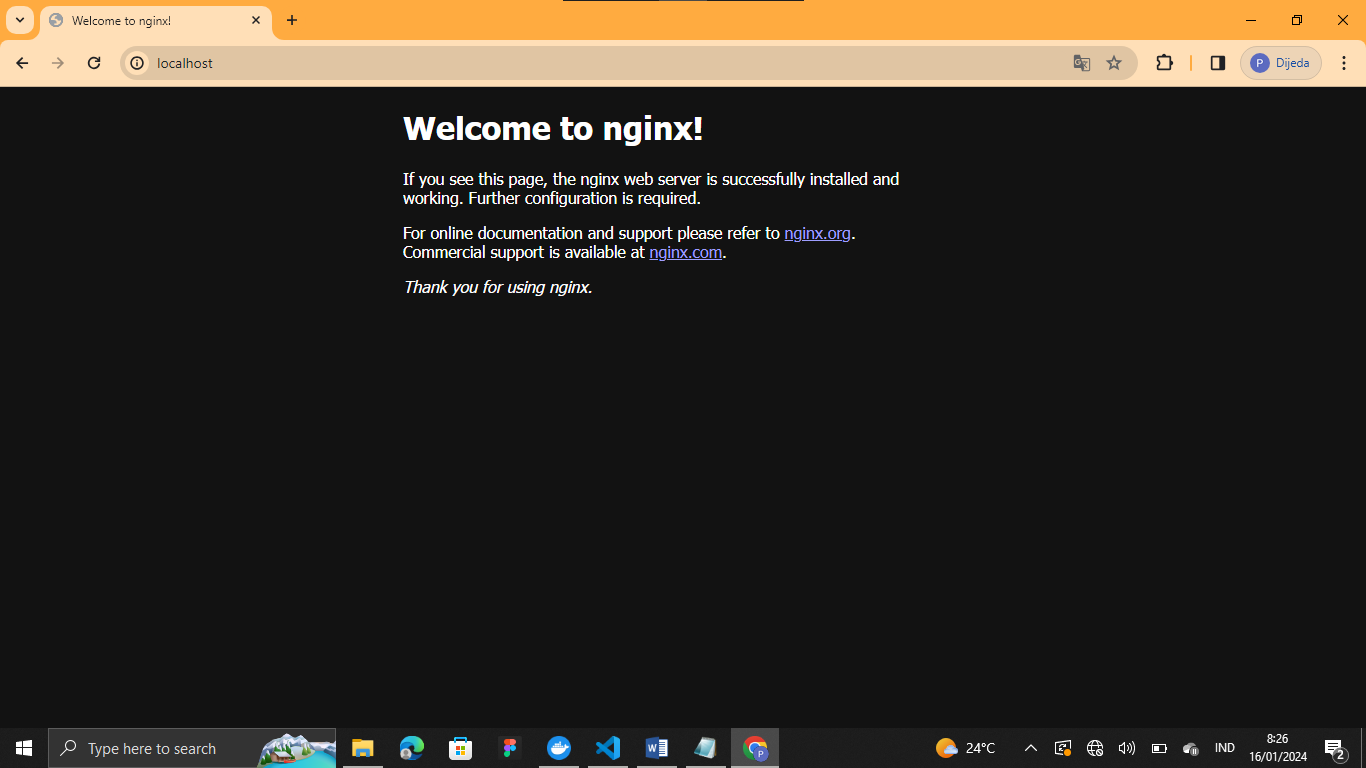 Welcome to nginx!
localhost
P Dijeda
Welcome to nginx!
If you see this page, the nginx web server is successfully installed and
working. Further configuration is required.
For online documentation and support please refer to nginx.org.
Commercial support is available at nginx.com.
Thank you for using nginx.
Type here to search
24°C
IND
8:26
16/01/2024
2